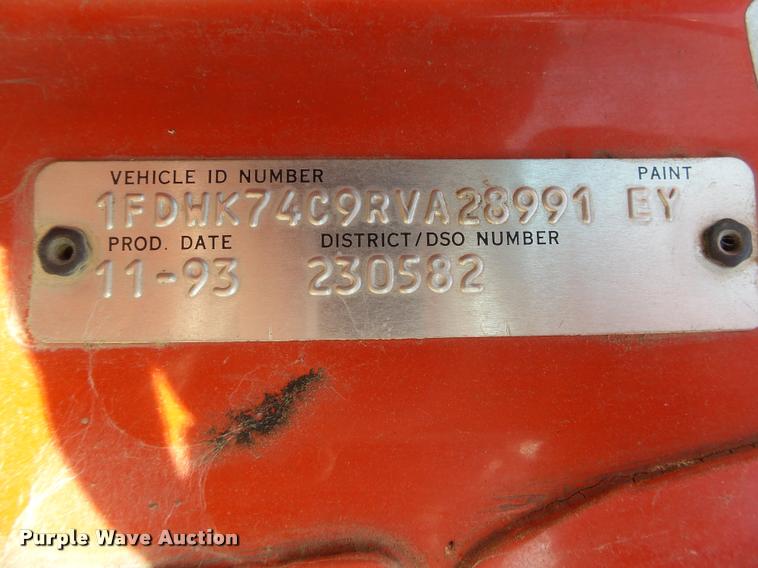 VEHICLE ID NUMBER PAINT
1FDWK74C9RVA28991 EY
PROD. DATE DISTRICT/DSO NUMBER
11-93 230582
Purple Wave Auction